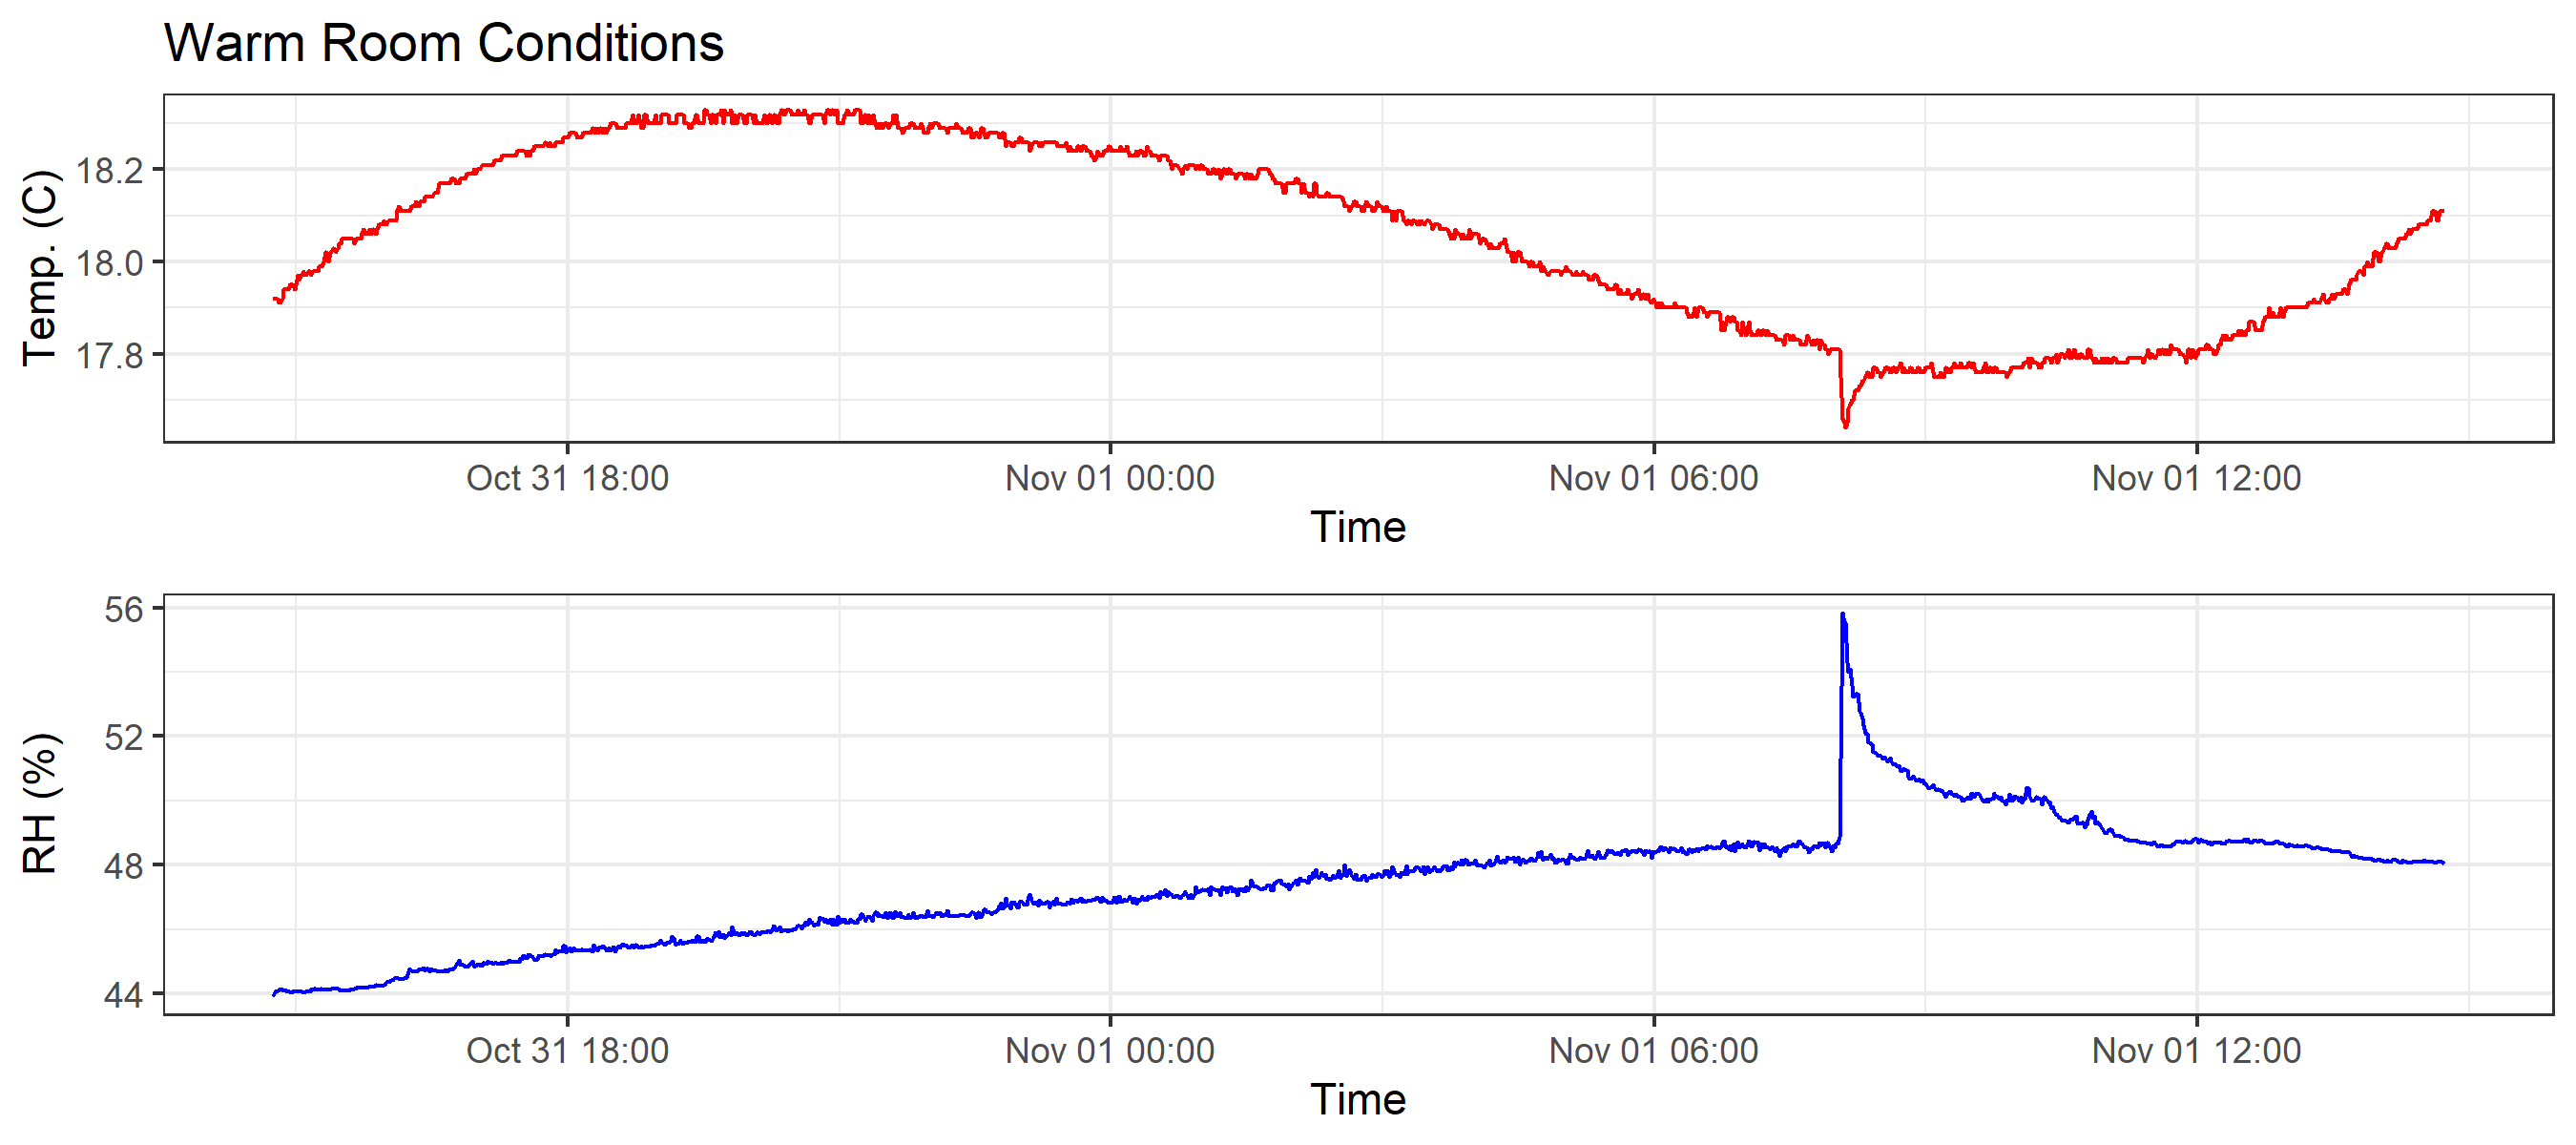 Warm Room Conditions
Temp. (C)
18.2
18.0
17.8
Oct 31 18:00 Nov 01 00:00 Nov 01 06:00 Nov 01 12:00
Time
RH (%)
56
52
48
44
Oct 31 18:00 Nov 01 00:00 Nov 01 06:00 Nov 01 12:00
Time